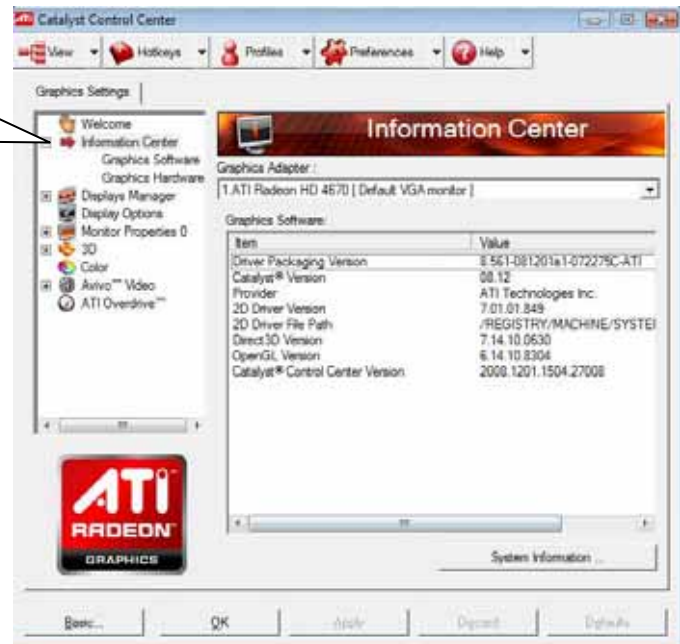 Catalyst Control Center
View Hotkeys Profiles Preferences Help
Graphics Settings
Welcome
Information Center
Graphics Software
Graphics Hardware
Displays Manager
Display Options
Monitor Properties 0
3D
Color
Avivo™ Video
ATI Overdrive™
ATI
RADEON
GRAPHICS
Information Center
Graphics Adapter :
1.ATI Radeon HD 4670 [ Default VGA monitor ]
Graphics Software:
Item Value
Driver Packaging Version 8.561-081201a1-072275C-ATI
Catalyst® Version 08.12
Provider ATI Technologies Inc.
2D Driver Version 7.01.01.849
2D Driver File Path /REGISTRY/MACHINE/SYSTEI
Direct3D Version 7.14.10.0630
OpenGL Version 6.14.10.8304
Catalyst® Control Center Version 2008.1201.1504.27008
System Information ...
Basic... OK Apply Discard Defaults